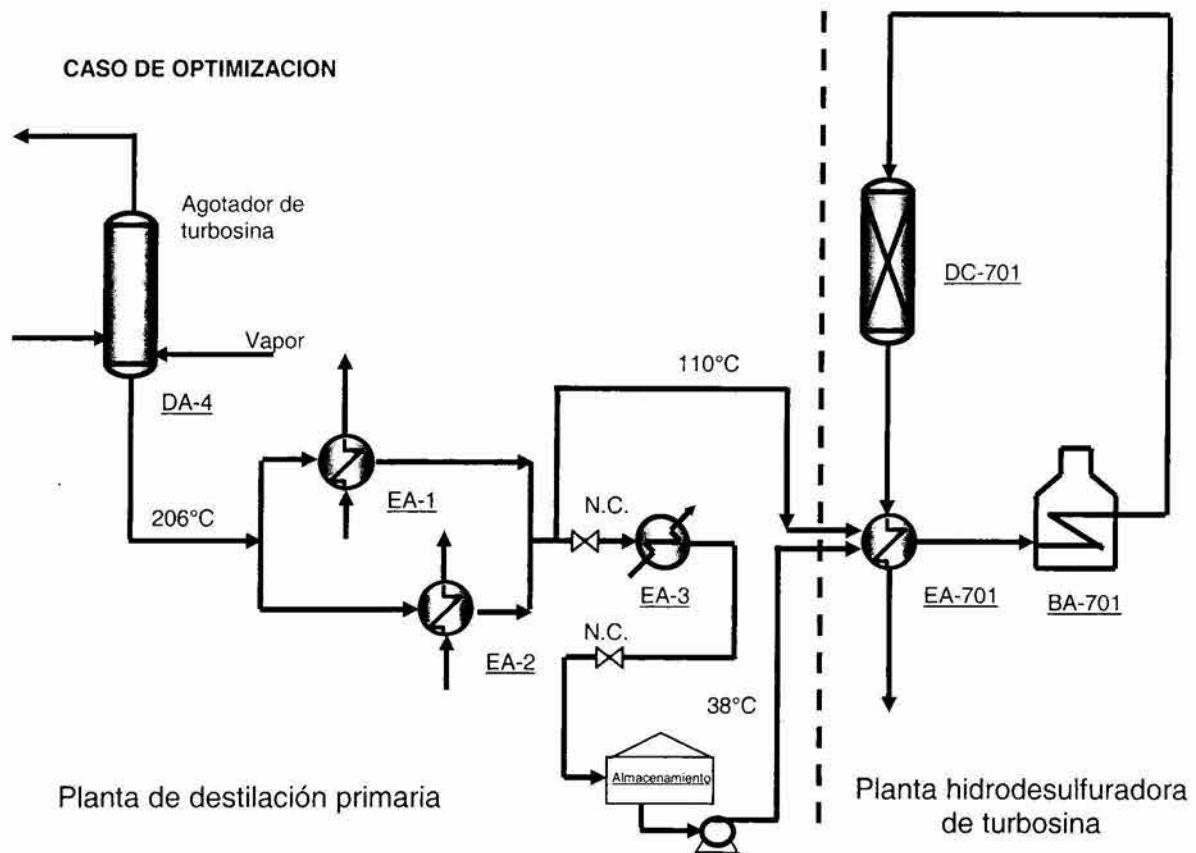 CASO DE OPTIMIZACION
Agotador de
turbosina
Vapor
DA-4
206°C
EA-1
EA-2
110°C
N.C.
EA-3
N.C.
38°C
Almacenamiento
DC-701
EA-701
BA-701
Planta de destilación primaria
Planta hidrodesulfuradora
de turbosina